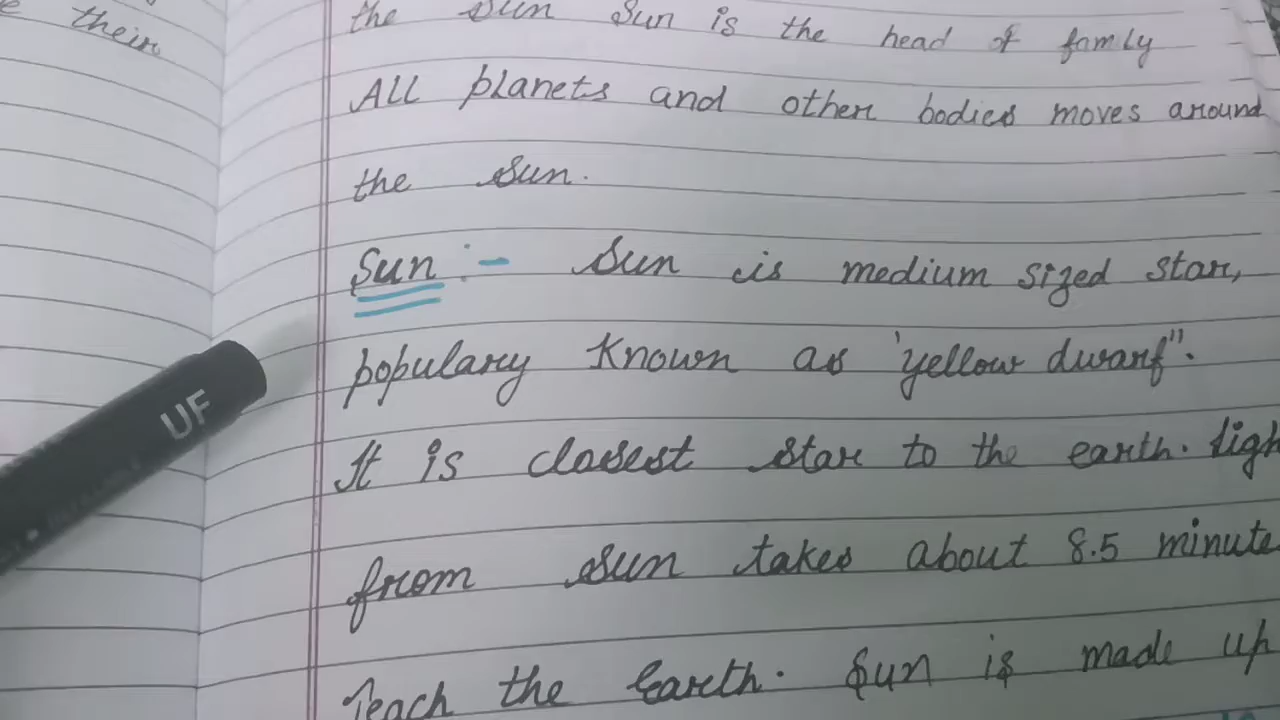 their
the Sun Sun is the head of famly
All planets and other bodies moves around
the Sun.
Sun :- Sun is medium sized star,
populary Known as 'yellow dwarf".
It is closest star to the earth. Ligh
from sun takes about 8.5 minute
Teach the Earth. Sun is made up
UF